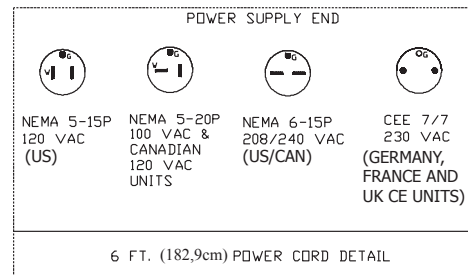 POWER SUPPLY END
G
W
G
W
G
G
NEMA 5-15P
120 VAC
(US)
NEMA 5-20P
100 VAC &
CANADIAN
120 VAC
UNITS
NEMA 6-15P
208/240 VAC
(US/CAN)
CEE 7/7
230 VAC
(GERMANY,
FRANCE AND
UK CE UNITS)
6 FT. (182,9cm) POWER CORD DETAIL